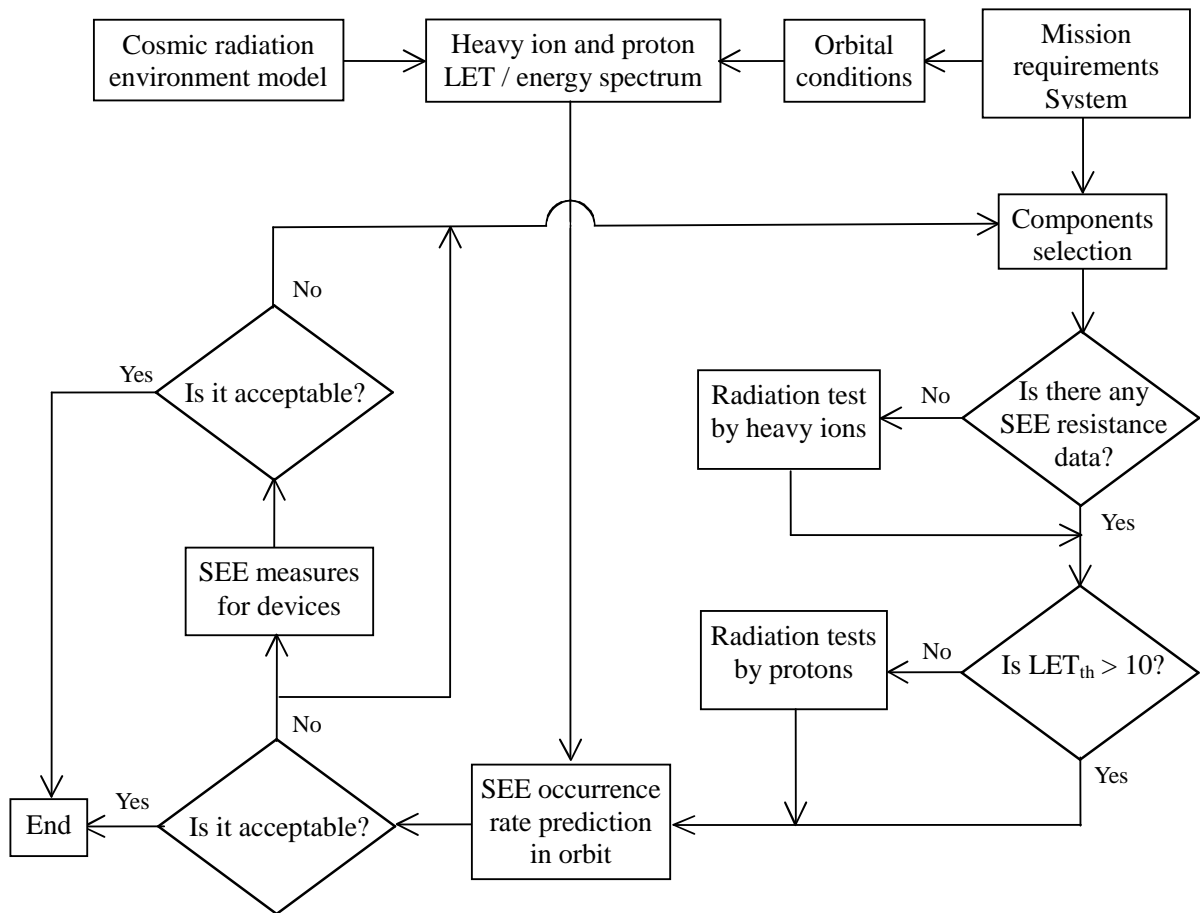 Cosmic radiation
environment model
Heavy ion and proton
LET / energy spectrum
Orbital
conditions
Mission
requirements
System
Components
selection
No
Yes
Is it acceptable?
Radiation test
by heavy ions
No
Is there any
SEE resistance
data?
Yes
SEE measures
for devices
Radiation tests
by protons
No
Is LETth > 10?
No
Yes
End
Yes
Is it acceptable?
SEE occurrence
rate prediction
in orbit